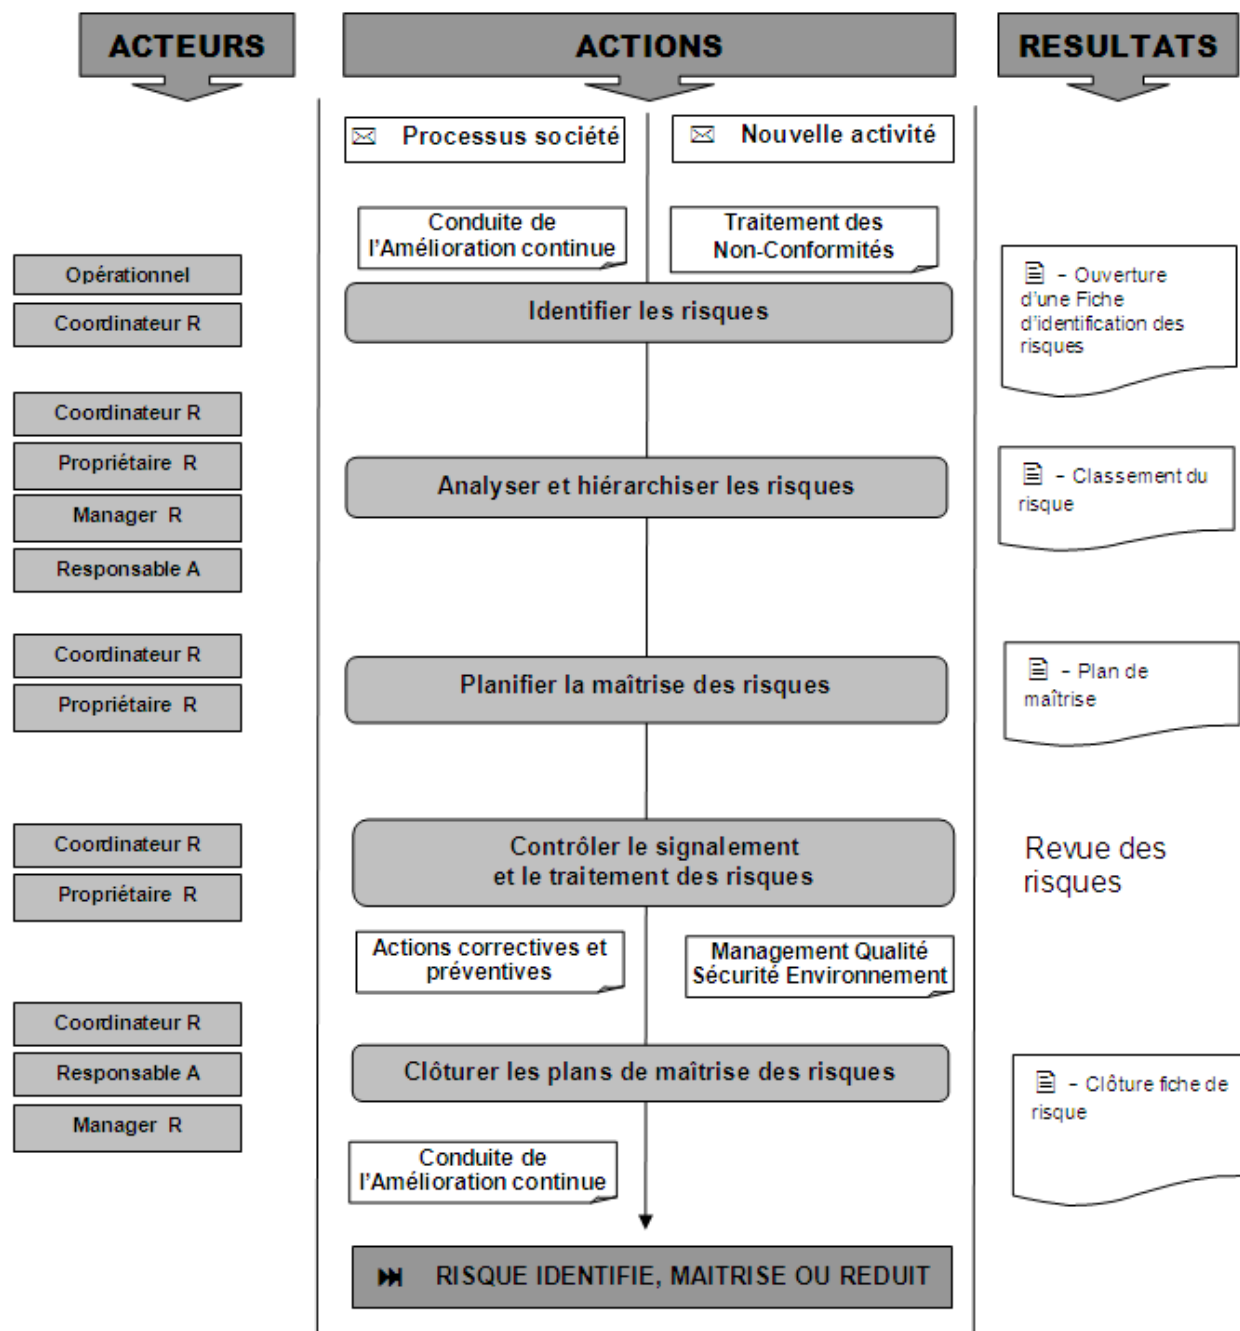 ACTEURS
ACTIONS
RESULTATS
Processus société
Nouvelle activité
Conduite de
l'Amélioration continue
Traitement des
Non-Conformités
Opérationnel
Coordinateur R
Identifier les risques
- Ouverture
d'une Fiche
d'identification des
risques
Coordinateur R
Propriétaire R
Manager R
Responsable A
Analyser et hiérarchiser les risques
- Classement du
risque
Coordinateur R
Propriétaire R
Planifier la maîtrise des risques
- Plan de
maîtrise
Coordinateur R
Propriétaire R
Contrôler le signalement
et le traitement des risques
Revue des
risques
Actions correctives et
préventives
Management Qualité
Sécurité Environnement
Coordinateur R
Responsable A
Manager R
Clôturer les plans de maîtrise des risques
- Clôture fiche de
risque
Conduite de
l'Amélioration continue
RISQUE IDENTIFIE, MAITRISE OU REDUIT